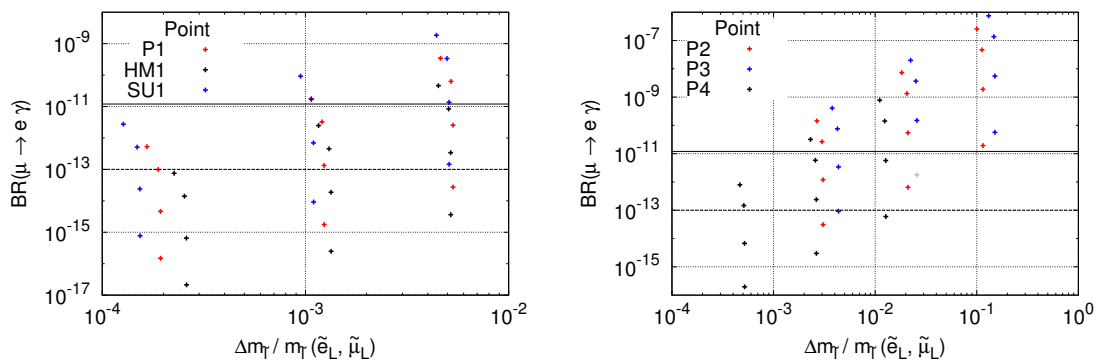 Point
P1
HM1
SU1
10^-9
10^-11
10^-13
10^-15
10^-17
BR(μ → e γ)
10^-4
10^-3
10^-2
Δm_l̃ / m_l̃ (ẽ_L, μ̃_L)
Point
P2
P3
P4
10^-7
10^-9
10^-11
10^-13
10^-15
BR(μ → e γ)
10^-4
10^-3
10^-2
10^-1
10^0
Δm_l̃ / m_l̃ (ẽ_L, μ̃_L)